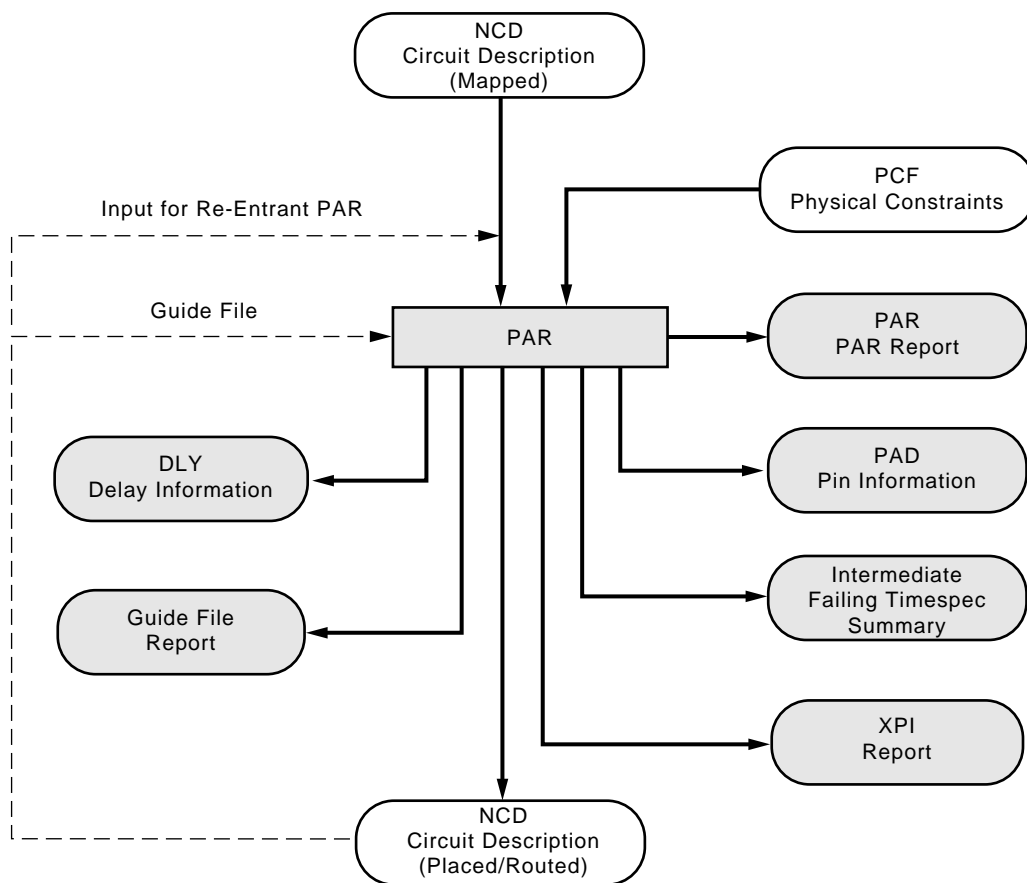 NCD
Circuit Description
(Mapped)
PCF
Physical Constraints
Input for Re-Entrant PAR
Guide File
PAR
PAR
PAR Report
DLY
Delay Information
PAD
Pin Information
Intermediate
Failing Timespec
Summary
Guide File
Report
XPI
Report
NCD
Circuit Description
(Placed/Routed)